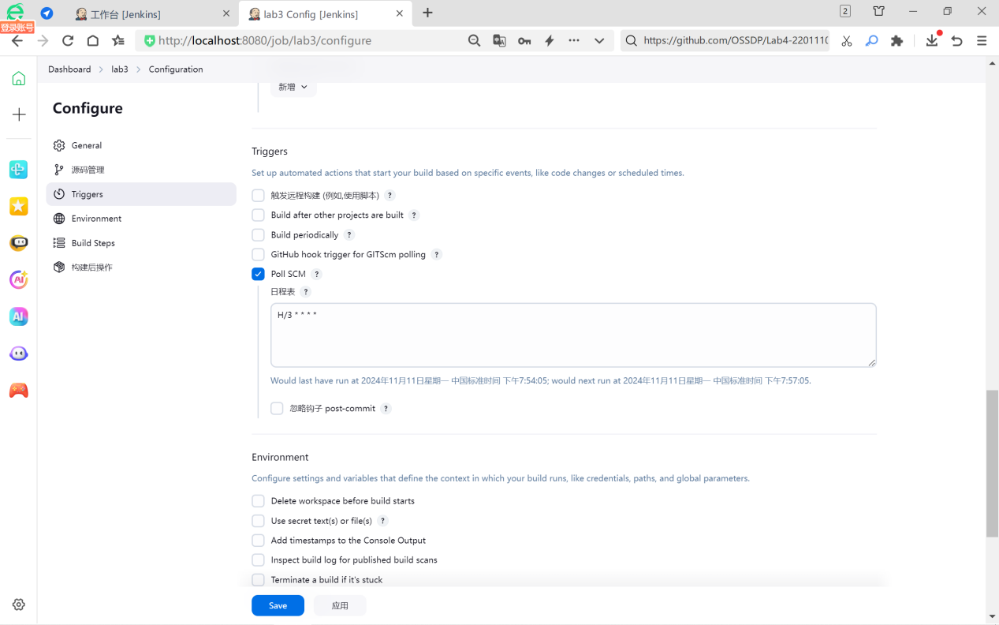 工作台 [Jenkins]
lab3 Config [Jenkins]
2
登录账号
http://localhost:8080/job/lab3/configure
https://github.com/OSSDP/Lab4-2201110
Dashboard
lab3
Configuration
新增
Configure
General
源码管理
Triggers
Environment
Build Steps
构建后操作
Triggers
Set up automated actions that start your build based on specific events, like code changes or scheduled times.
触发远程构建 (例如,使用脚本) ?
Build after other projects are built ?
Build periodically ?
GitHub hook trigger for GITScm polling ?
Poll SCM ?
日程表 ?
H/3 * * * *
Would last have run at 2024年11月11日星期一 中国标准时间 下午7:54:05; would next run at 2024年11月11日星期一 中国标准时间 下午7:57:05.
忽略钩子 post-commit ?
Environment
Configure settings and variables that define the context in which your build runs, like credentials, paths, and global parameters.
Delete workspace before build starts
Use secret text(s) or file(s) ?
Add timestamps to the Console Output
Inspect build log for published build scans
Terminate a build if it's stuck
Save
应用
AI
AI